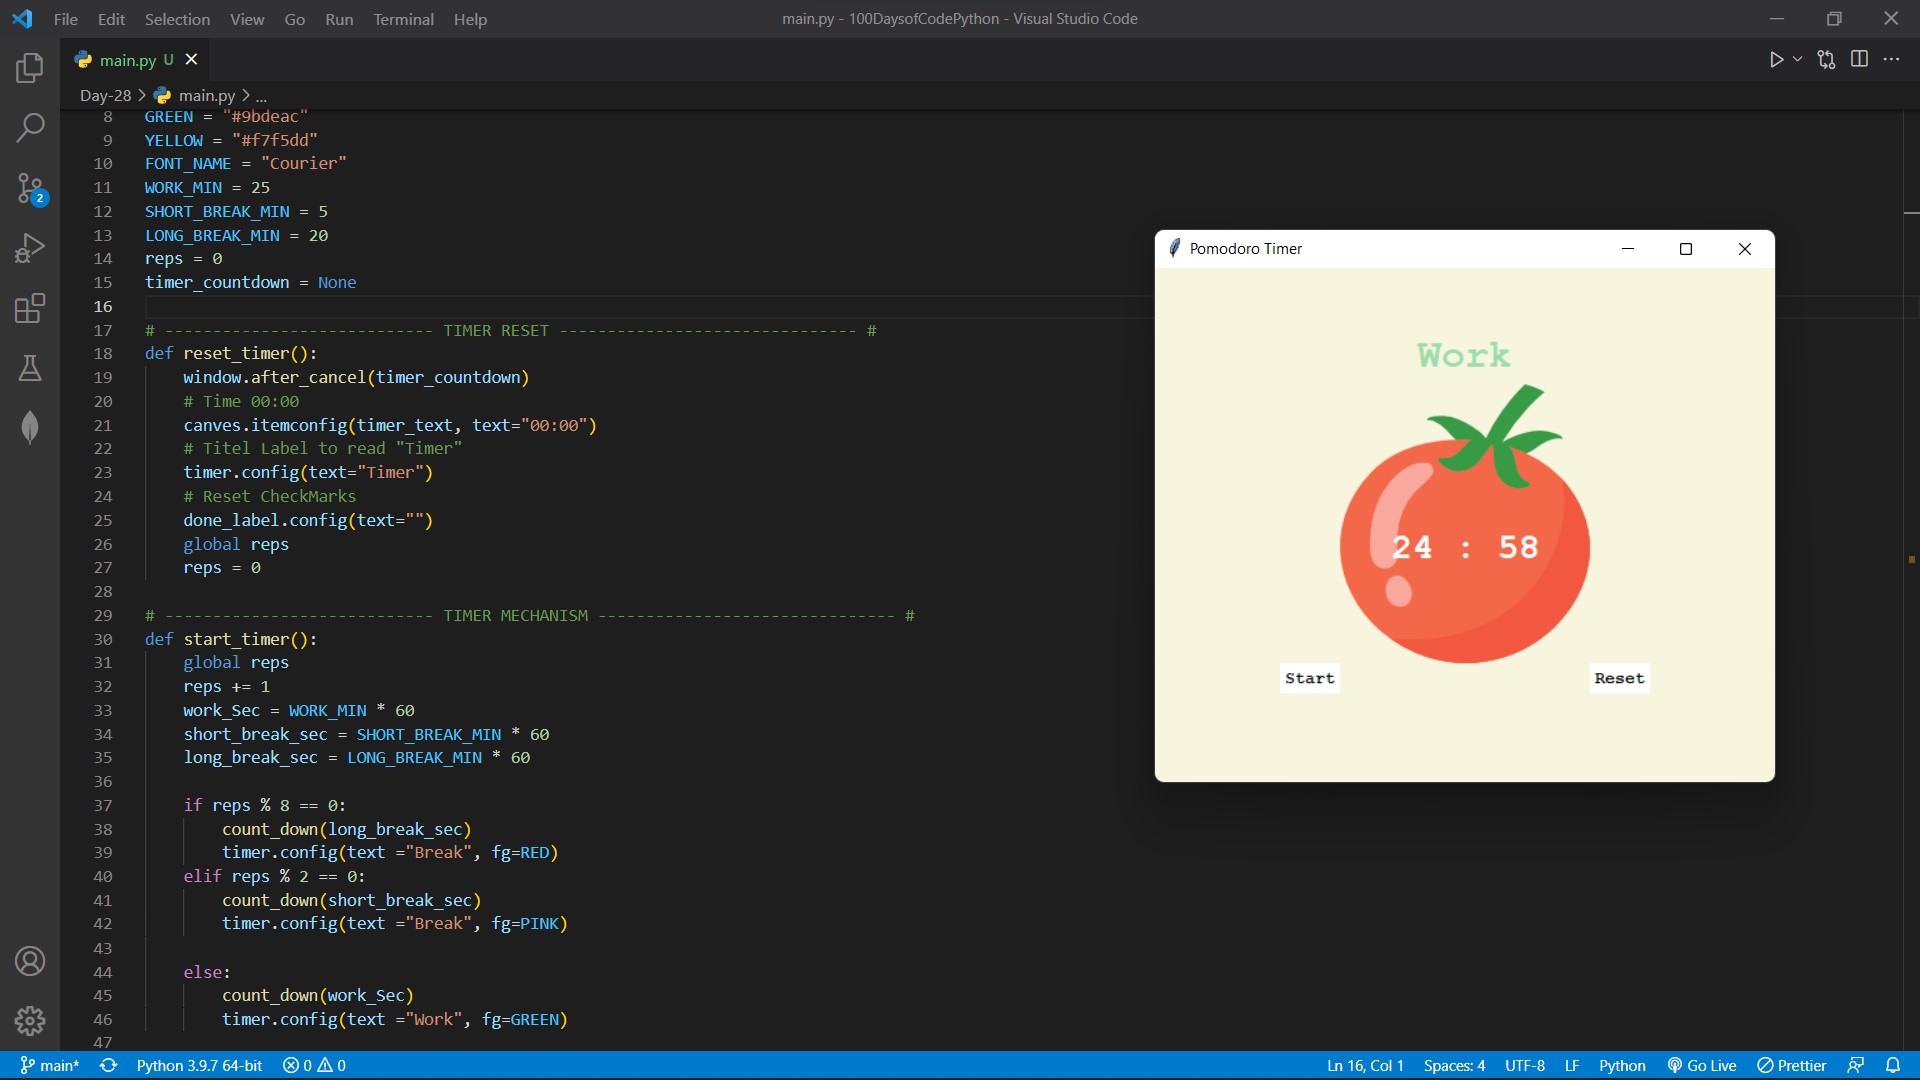 File Edit Selection View Go Run Terminal Help
main.py - 100DaysofCodePython - Visual Studio Code
main.py U
Day-28 > main.py > ...
8 GREEN = "#9bdeac"
9 YELLOW = "#f7f5dd"
10 FONT_NAME = "Courier"
11 WORK_MIN = 25
12 SHORT_BREAK_MIN = 5
13 LONG_BREAK_MIN = 20
14 reps = 0
15 timer_countdown = None
16
17 # ---------------------------- TIMER RESET ------------------------------- #
18 def reset_timer():
19 window.after_cancel(timer_countdown)
20 # Time 00:00
21 canves.itemconfig(timer_text, text="00:00")
22 # Titel Label to read "Timer"
23 timer.config(text="Timer")
24 # Reset CheckMarks
25 done_label.config(text="")
26 global reps
27 reps = 0
28
29 # ---------------------------- TIMER MECHANISM ------------------------------- #
30 def start_timer():
31 global reps
32 reps += 1
33 work_Sec = WORK_MIN * 60
34 short_break_sec = SHORT_BREAK_MIN * 60
35 long_break_sec = LONG_BREAK_MIN * 60
36
37 if reps % 8 == 0:
38 count_down(long_break_sec)
39 timer.config(text ="Break", fg=RED)
40 elif reps % 2 == 0:
41 count_down(short_break_sec)
42 timer.config(text ="Break", fg=PINK)
43
44 else:
45 count_down(work_Sec)
46 timer.config(text ="Work", fg=GREEN)
47
2
Pomodoro Timer
Work
24 : 58
Start Reset
main* Python 3.9.7 64-bit 0 0 Ln 16, Col 1 Spaces: 4 UTF-8 LF Python Go Live Prettier